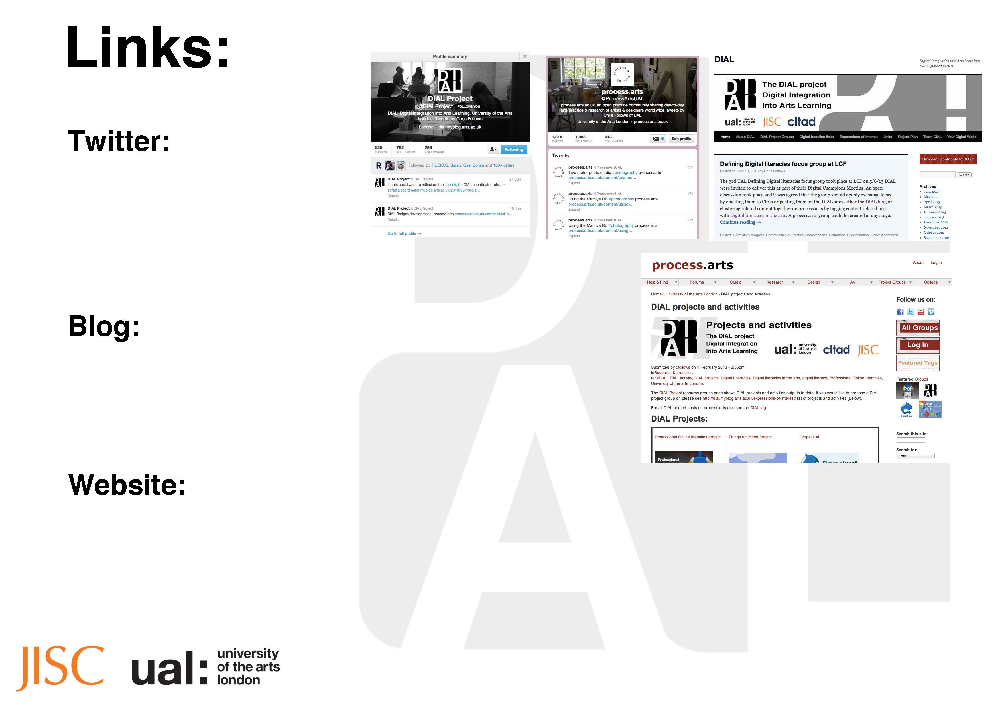 Links:
Twitter:
Blog:
Website:
Profile summary
DIAL Project
@DIALProject FOLLOWS YOU
DIAL: Digital Integration into Arts Learning, University of the Arts
London. Tweets by Chris Follows
London · dial.myblog.arts.ac.uk
525 792 296
TWEETS FOLLOWING FOLLOWERS
Following
R Followed by RUCKUS, Sarah, Osei Bonsu and 100+ others.
DIAL Project @DIALProject 24 Jun
In this post I want to reflect on the #jiscdiglit - DIAL coordinator role.... -
sofadialcoordinator.myblog.arts.ac.uk/2013/06/19/dia...
Details
DIAL Project @DIALProject 15 Jun
DIAL Badges development | process.arts process.arts.ac.uk/content/dial-b...
Details
Go to full profile →
process.arts.ac.uk
process.arts
@ProcessArtsUAL
process.arts.ac.uk, an open practice community sharing day-to-day
arts practice & research of artists & designers world wide, tweets by
Chris Follows of UAL
University of the Arts London · process.arts.ac.uk
1,816 1,988 913
TWEETS FOLLOWING FOLLOWERS
Edit profile
Tweets
process.arts @ProcessArtsUAL 17h
Two meter photo studio #photography process.arts
process.arts.ac.uk/content/two-me...
Expand
process.arts @ProcessArtsUAL 17h
Using the Mamiya RB #photography process.arts
process.arts.ac.uk/content/using-...
Expand
process.arts @ProcessArtsUAL 17h
Using the Mamiya RZ #photography process.arts
process.arts.ac.uk/content/using-...
Expand
DIAL
Digital Integration into Arts Learning;
a JISC-funded project
DIAL
The DIAL project
Digital Integration
into Arts Learning
ual: university of the arts london JISC cltad
Home About DIAL DIAL Project Groups Digital baseline links Expressions of interest Links Project Plan Team DIAL Your Digital World
Defining Digital literacies focus group at LCF
Posted on June 13, 2013 by Chris Follows
The 3rd UAL Defining Digital literacies focus group took place at LCF on 5/6/13 DIAL
were invited to deliver this as part of their Digital Champions Meeting. An open
discussion took place and it was agreed that the group should openly exchange ideas
by emailing them to Chris or posting them on the DIAL sites either the DIAL blog or
clustering related content together on process.arts by tagging content related post
with Digital literacies in the arts. A process.arts group could be created at any stage.
Continue reading →
Posted in Activity & progress, Communities of Practice, Competencies, Definitions, Dissemination | Leave a comment
How can I contribute to DIAL?
Search
Archives
June 2013
May 2013
April 2013
March 2013
February 2013
January 2013
December 2012
November 2012
October 2012
September 2012
process.arts
About Log in
Help & Find Forums Studio Research Design AV Project Groups College
Home › University of the arts London › DIAL projects and activities
DIAL projects and activities
DIAL
Projects and activities
The DIAL project
Digital Integration
into Arts Learning
ual: university of the arts london cltad JISC
Submitted by cfollows on 1 February 2013 - 2:56pm
inResearch & practice .
tagsDIAL, DIAL activity, DIAL projects, Digital Literacies, Digital literacies in the arts, digital literacy, Professional Online Identities,
University of the arts London.
The DIAL Project resource groups page shows DIAL projects and activities outputs to date. If you would like to propose a DIAL
project group on please see http://dial.myblog.arts.ac.uk/expressions-of-interest/ list of projects and activities (Below).
For all DIAL related posts on process.arts also see the DIAL tag.
DIAL Projects:
Professional Online Identities project Things unlimited project Drupal UAL
Professional
Follow us on:
All Groups
Log in
Featured Tags
Featured Groups
POI
DIAL
Drupal: ual
Video
Presentation
Skills
Search this site:
Search for:
-Any-
JISC
ual: university
of the arts
london